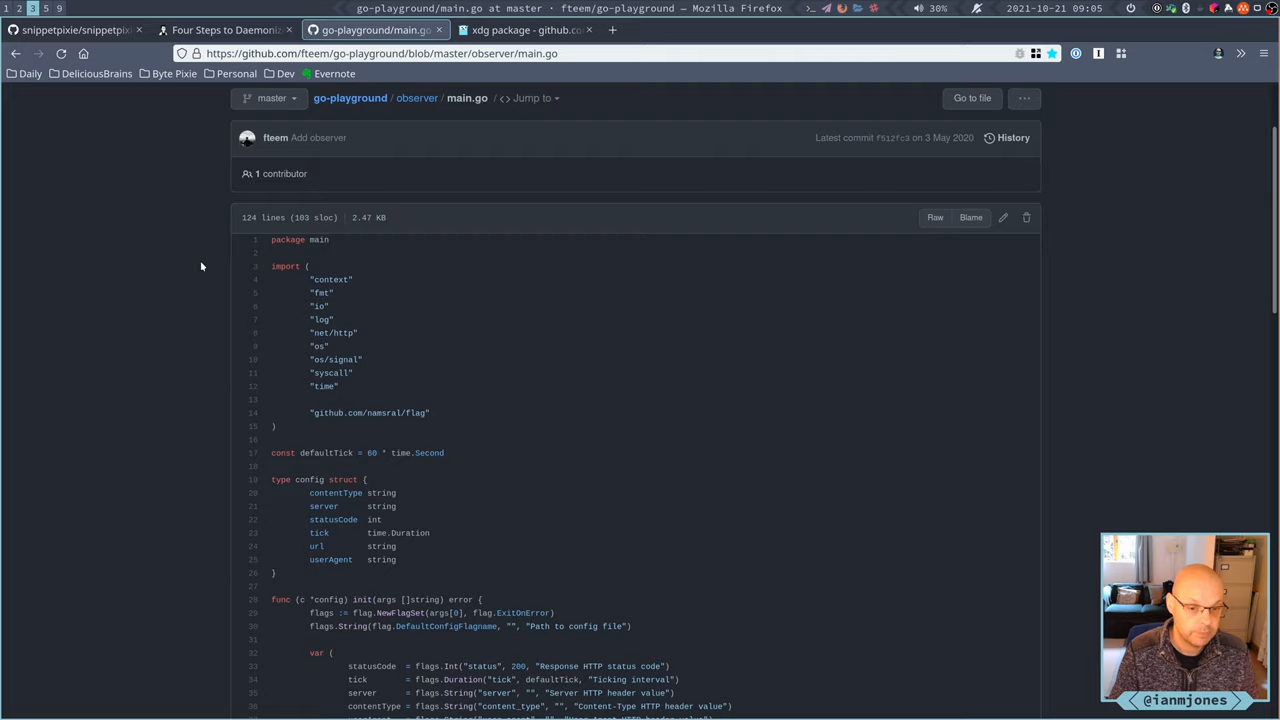 1 2 3 5 9
go-playground/main.go at master · fteem/go-playground — Mozilla Firefox
30%
2021-10-21 09:05
snippetpixie/snippetpix
Four Steps to Daemoniz
go-playground/main.go
xdg package - github.co
https://github.com/fteem/go-playground/blob/master/observer/main.go
Daily
DeliciousBrains
Byte Pixie
Personal
Dev
Evernote
master
go-playground / observer / main.go
<> Jump to
Go to file
...
fteem Add observer
Latest commit f512fc3 on 3 May 2020
History
1 contributor
124 lines (103 sloc) | 2.47 KB
Raw
Blame
1 package main
2
3 import (
4 "context"
5 "fmt"
6 "io"
7 "log"
8 "net/http"
9 "os"
10 "os/signal"
11 "syscall"
12 "time"
13
14 "github.com/namsral/flag"
15 )
16
17 const defaultTick = 60 * time.Second
18
19 type config struct {
20 contentType string
21 server string
22 statusCode int
23 tick time.Duration
24 url string
25 userAgent string
26 }
27
28 func (c *config) init(args []string) error {
29 flags := flag.NewFlagSet(args[0], flag.ExitOnError)
30 flags.String(flag.DefaultConfigFlagname, "", "Path to config file")
31
32 var (
33 statusCode = flags.Int("status", 200, "Response HTTP status code")
34 tick = flags.Duration("tick", defaultTick, "Ticking interval")
35 server = flags.String("server", "", "Server HTTP header value")
36 contentType = flags.String("content_type", "", "Content-Type HTTP header value")
@ianmjones